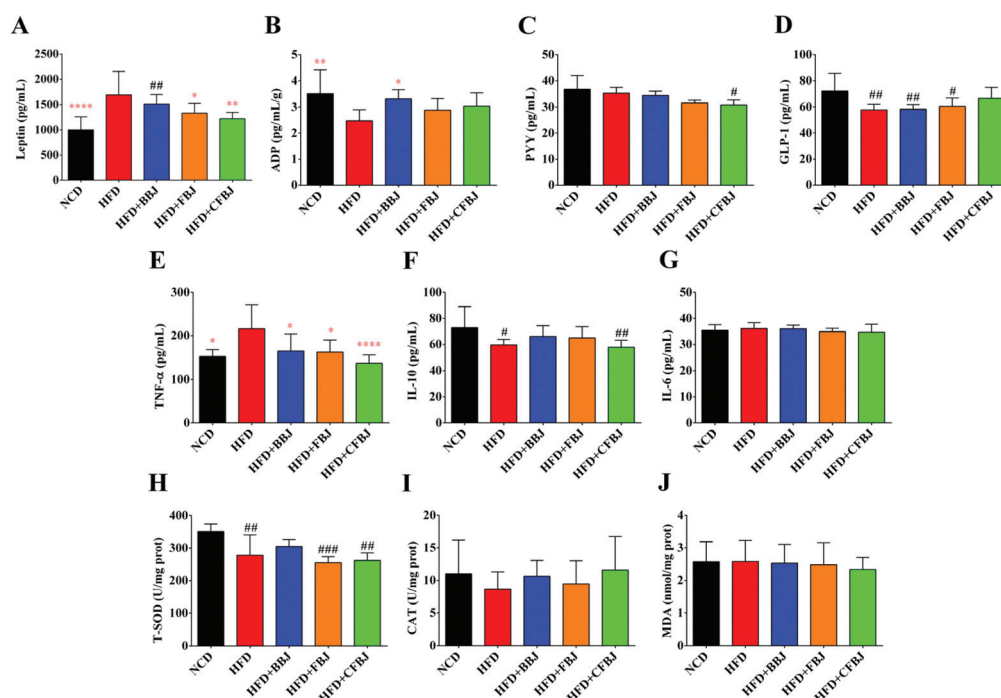 A
Leptin (pg/mL)
2500
2000
1500
1000
500
0
****
##
*
**
NCD
HFD
HFD+BBJ
HFD+FBJ
HFD+CFBJ
B
ADP (pg/mL/g)
5
4
3
2
1
0
**
*
NCD
HFD
HFD+BBJ
HFD+FBJ
HFD+CFBJ
C
PYY (pg/mL)
50
40
30
20
10
0
#
NCD
HFD
HFD+BBJ
HFD+FBJ
HFD+CFBJ
D
GLP-1 (pg/mL)
100
80
60
40
20
0
##
##
#
NCD
HFD
HFD+BBJ
HFD+FBJ
HFD+CFBJ
E
TNF-α (pg/mL)
300
200
100
0
*
*
*
****
NCD
HFD
HFD+BBJ
HFD+FBJ
HFD+CFBJ
F
IL-10 (pg/mL)
100
80
60
40
20
0
#
##
NCD
HFD
HFD+BBJ
HFD+FBJ
HFD+CFBJ
G
IL-6 (pg/mL)
50
40
30
20
10
0
NCD
HFD
HFD+BBJ
HFD+FBJ
HFD+CFBJ
H
T-SOD (U/mg prot)
400
300
200
100
0
##
###
##
NCD
HFD
HFD+BBJ
HFD+FBJ
HFD+CFBJ
I
CAT (U/mg prot)
20
15
10
5
0
NCD
HFD
HFD+BBJ
HFD+FBJ
HFD+CFBJ
J
MDA (nmol/mg prot)
4
3
2
1
0
NCD
HFD
HFD+BBJ
HFD+FBJ
HFD+CFBJ